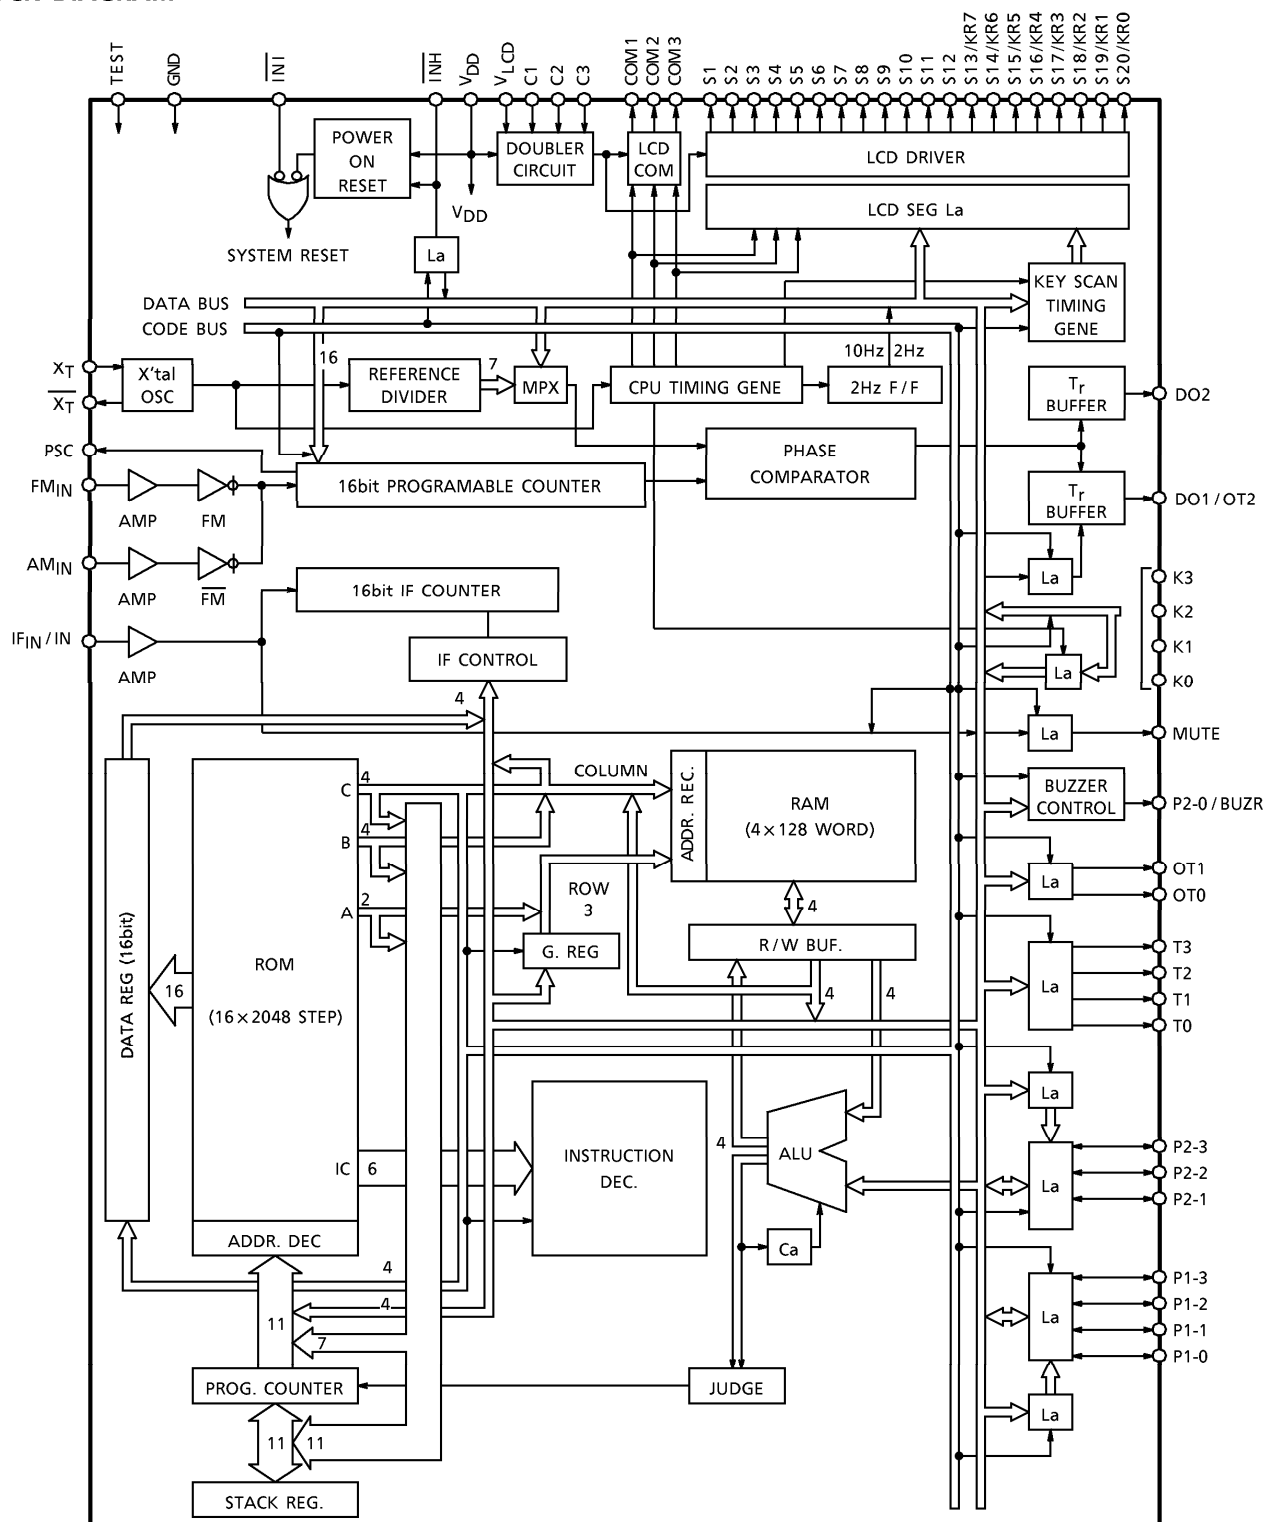 TEST
GND
INI
INH
VDD
VLCD
C1
C2
C3
COM1
COM2
COM3
S1
S2
S3
S4
S5
S6
S7
S8
S9
S10
S11
S12
S13/KR7
S14/KR6
S15/KR5
S16/KR4
S17/KR3
S18/KR2
S19/KR1
S20/KR0
POWER
ON
RESET
DOUBLER
CIRCUIT
LCD
COM
LCD DRIVER
VDD
LCD SEG La
SYSTEM RESET
La
DATA BUS
CODE BUS
KEY SCAN
TIMING
GENE
16
10Hz 2Hz
XT
XT
X'tal
OSC
REFERENCE
DIVIDER
7
MPX
CPU TIMING GENE
2Hz F/F
Tr
BUFFER
DO2
PSC
PHASE
COMPARATOR
FMIN
AMP
FM
16bit PROGRAMABLE COUNTER
Tr
BUFFER
DO1/OT2
AMIN
AMP
FM
La
K3
K2
K1
K0
16bit IF COUNTER
IFIN/IN
AMP
IF CONTROL
La
4
La
MUTE
COLUMN
C
4
B
4
A
2
ADDR. REC.
RAM
(4×128 WORD)
BUZZER
CONTROL
P2-0/BUZR
La
OT1
OT0
ROW
3
4
G. REG
R/W BUF.
4
4
La
T3
T2
T1
T0
DATA REG (16bit)
16
ROM
(16×2048 STEP)
La
IC
6
INSTRUCTION
DEC.
4
ALU
La
P2-3
P2-2
P2-1
ADDR. DEC
Ca
4
4
11
7
La
P1-3
P1-2
P1-1
P1-0
PROG. COUNTER
JUDGE
La
11
11
STACK REG.